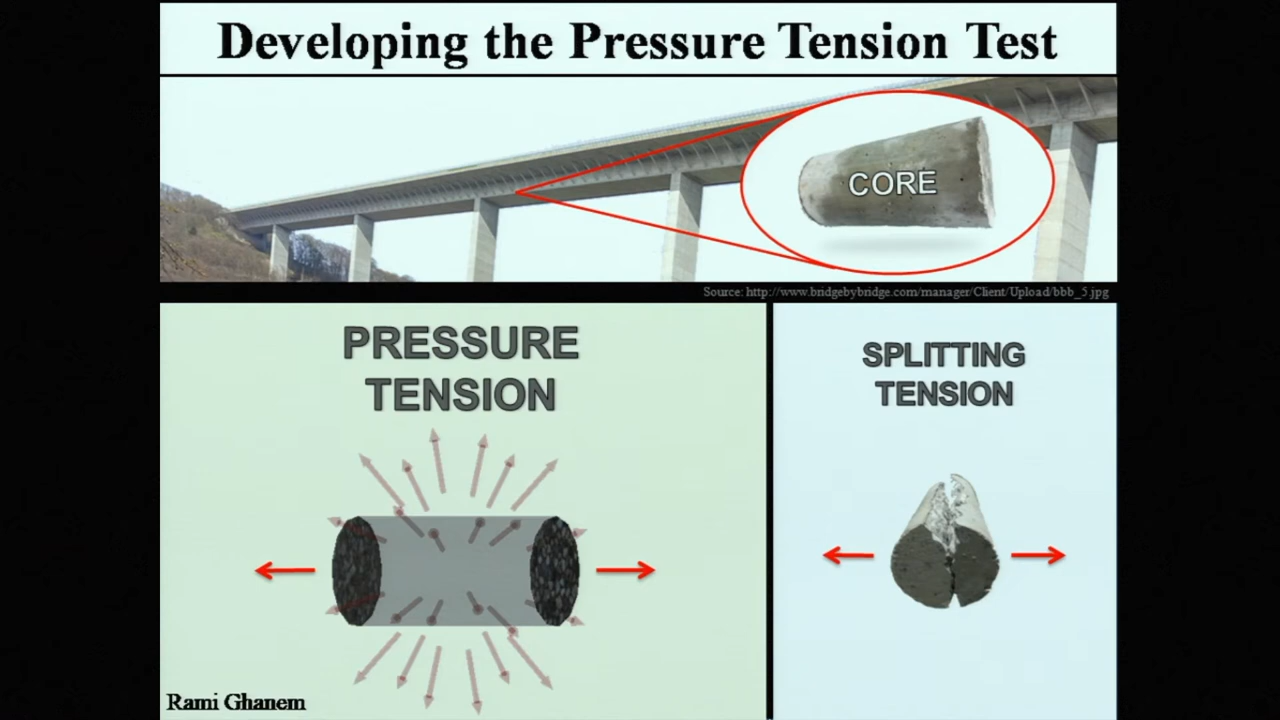 Developing the Pressure Tension Test
CORE
Source: http://www.bridgebybridge.com/manager/Client/Upload/bbb_5.jpg
PRESSURE
TENSION
SPLITTING
TENSION
Rami Ghanem